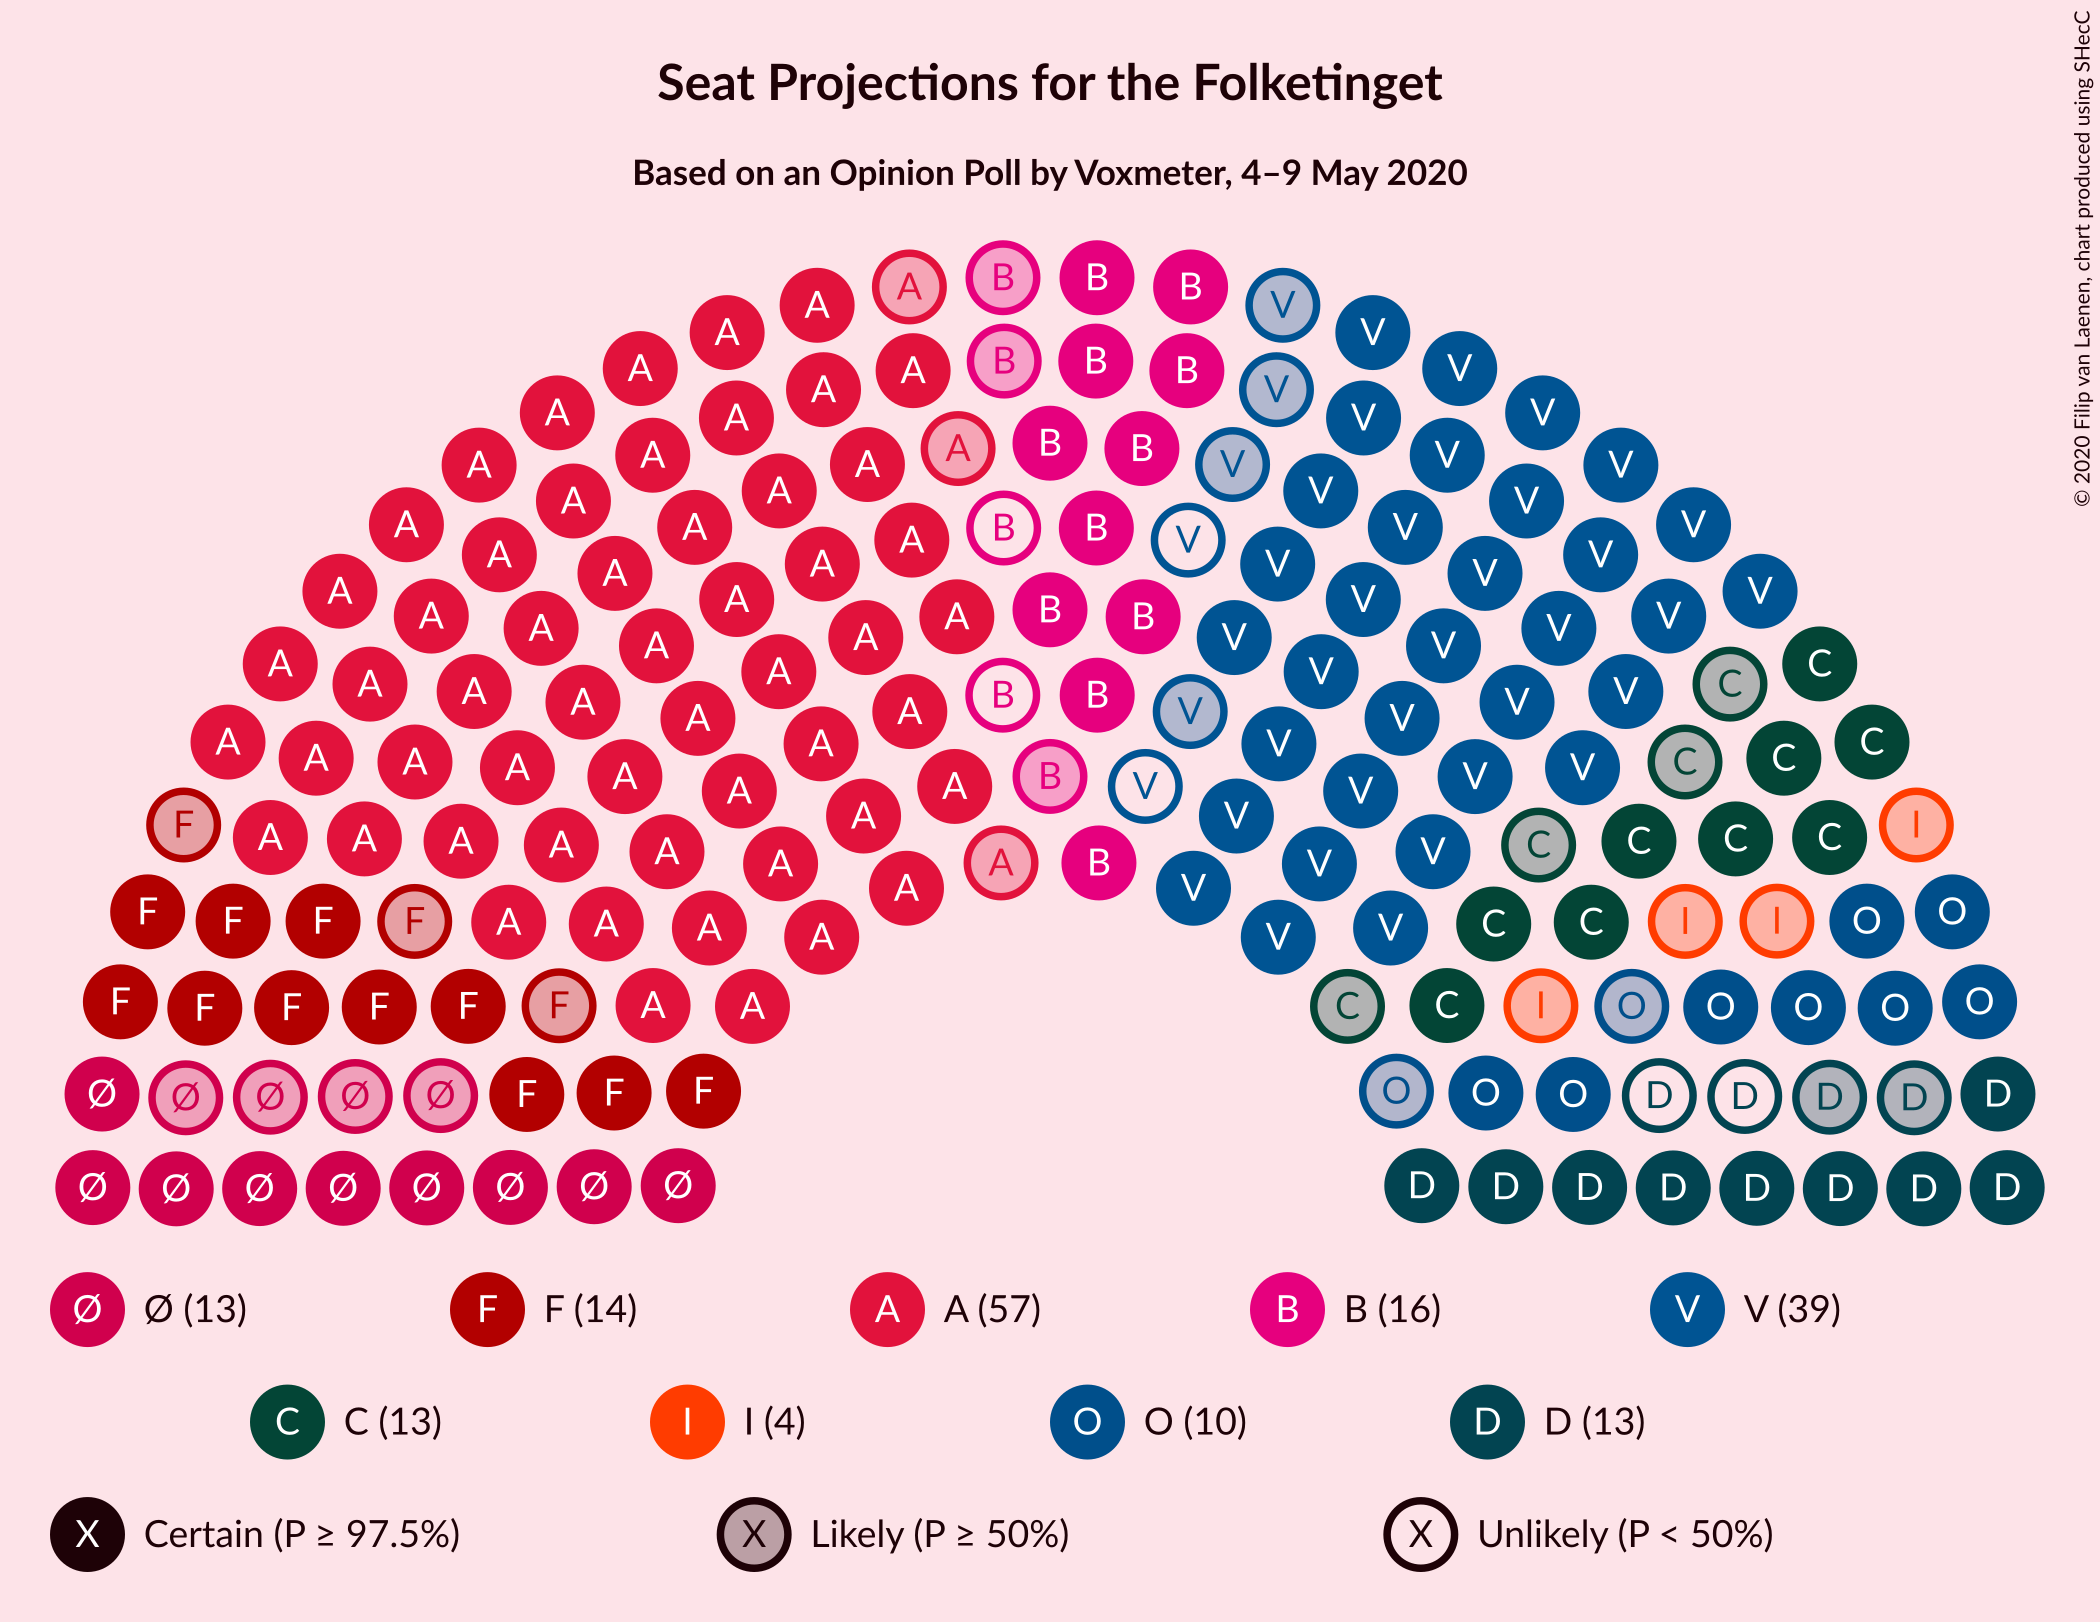 Seat Projections for the Folketinget
Based on an Opinion Poll by Voxmeter, 4–9 May 2020
© 2020 Filip van Laenen, chart produced using SHecC
A A B B B V
A V
A A A B B B V V
A A V V
A A A A B B V V V
A A V V
A A A B B V V V
A A A V V V
A A A A B B V V V
A A A V V V
A A A A V V C C
A A A B B V V V
A A A A A A A A B V V V V V C C C
F A A A A A A A A B V V V C C C C I
F F F F A A A A A V V V C C I I O O
F F F F F F A A C C I O O O O O
Ø Ø Ø Ø Ø F F F O O O D D D D D
Ø Ø Ø Ø Ø Ø Ø Ø D D D D D D D D
Ø Ø (13) F F (14) A A (57) B B (16) V V (39)
C C (13) I I (4) O O (10) D D (13)
X Certain (P ≥ 97.5%) X Likely (P ≥ 50%) X Unlikely (P < 50%)